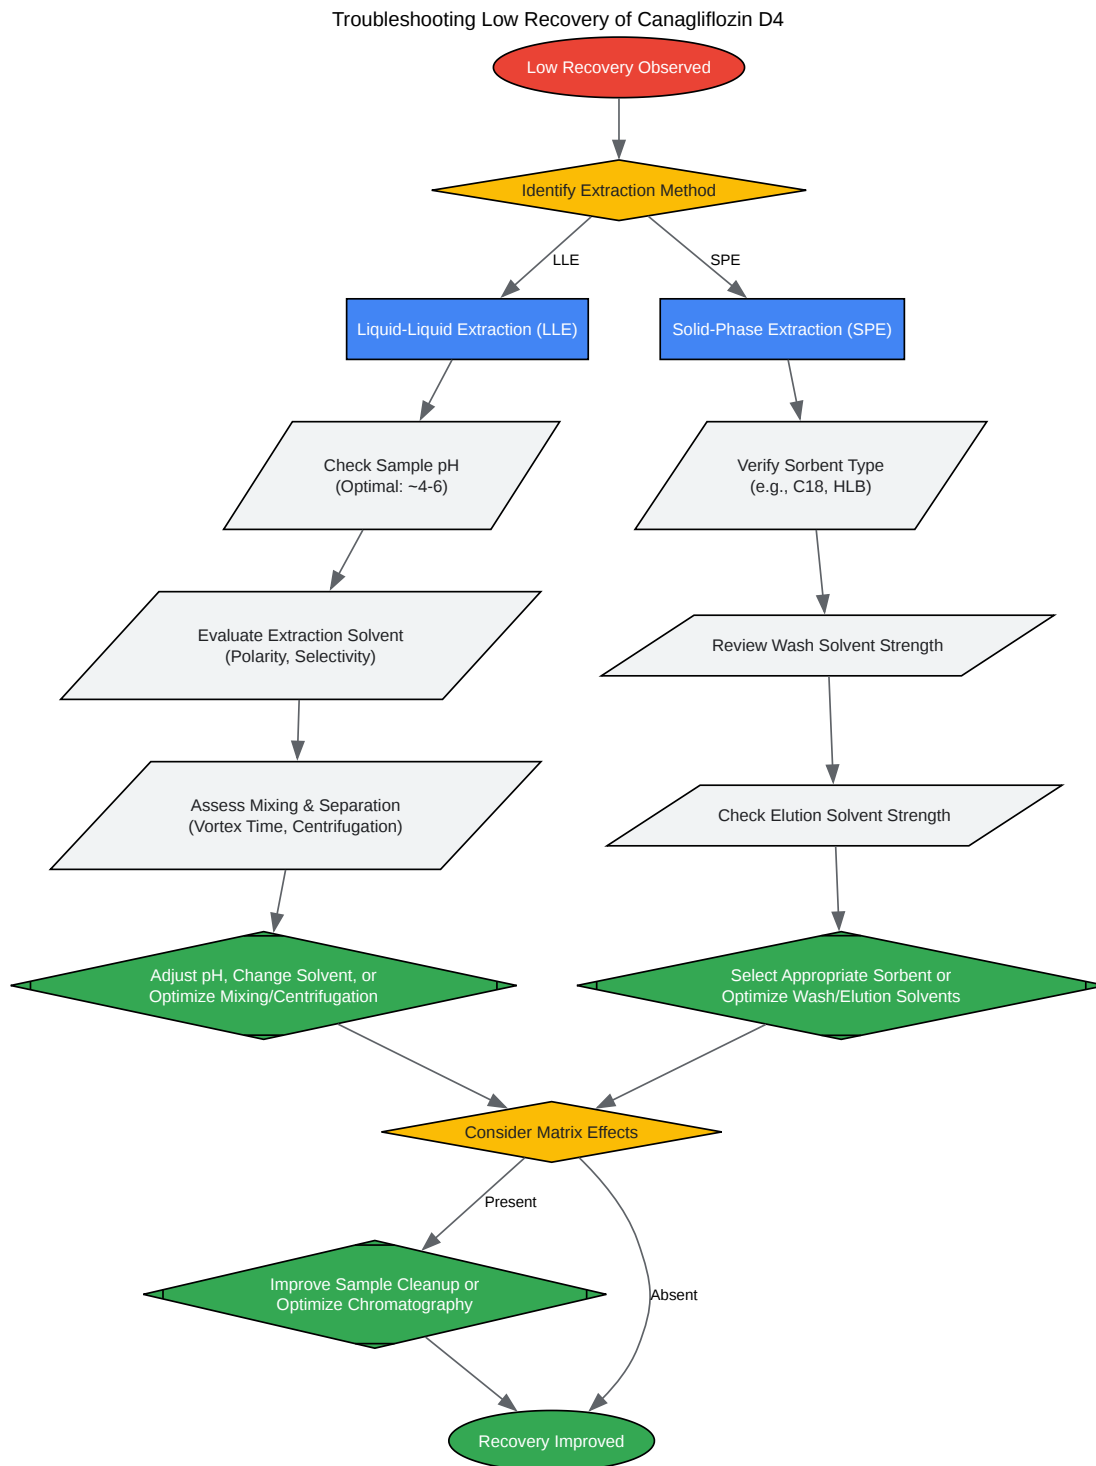 Troubleshooting Low Recovery of Canagliflozin D4
Low Recovery Observed
Identify Extraction Method
LLE
SPE
Liquid-Liquid Extraction (LLE)
Solid-Phase Extraction (SPE)
Check Sample pH
(Optimal: ~4-6)
Verify Sorbent Type
(e.g., C18, HLB)
Evaluate Extraction Solvent
(Polarity, Selectivity)
Review Wash Solvent Strength
Assess Mixing & Separation
(Vortex Time, Centrifugation)
Check Elution Solvent Strength
Adjust pH, Change Solvent, or
Optimize Mixing/Centrifugation
Select Appropriate Sorbent or
Optimize Wash/Elution Solvents
Consider Matrix Effects
Present
Absent
Improve Sample Cleanup or
Optimize Chromatography
Recovery Improved